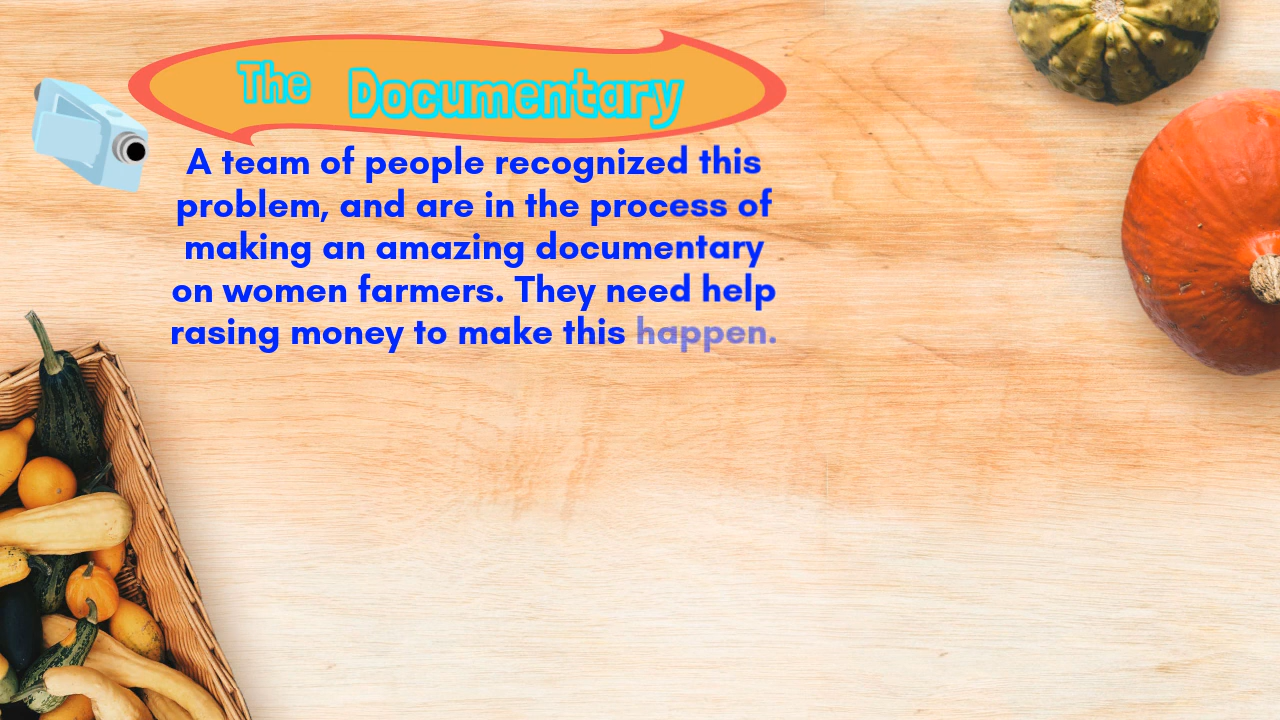 The Documentary
A team of people recognized this
problem, and are in the process of
making an amazing documentary
on women farmers. They need help
rasing money to make this happen.